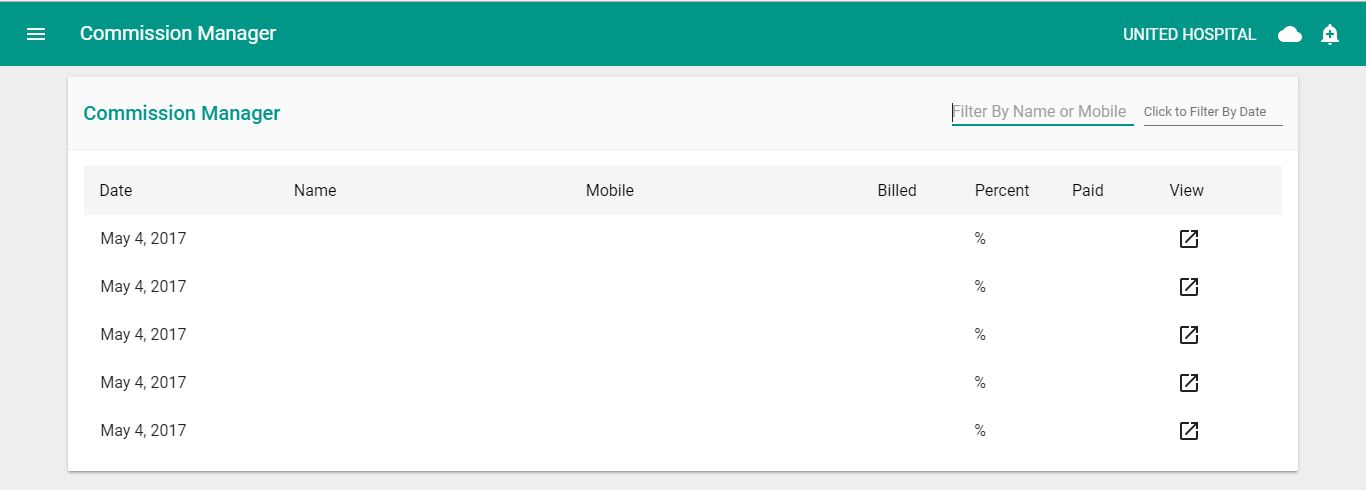 Commission Manager UNITED HOSPITAL
Commission Manager Filter By Name or Mobile Click to Filter By Date
Date Name Mobile Billed Percent Paid View
May 4, 2017 %
May 4, 2017 %
May 4, 2017 %
May 4, 2017 %
May 4, 2017 %